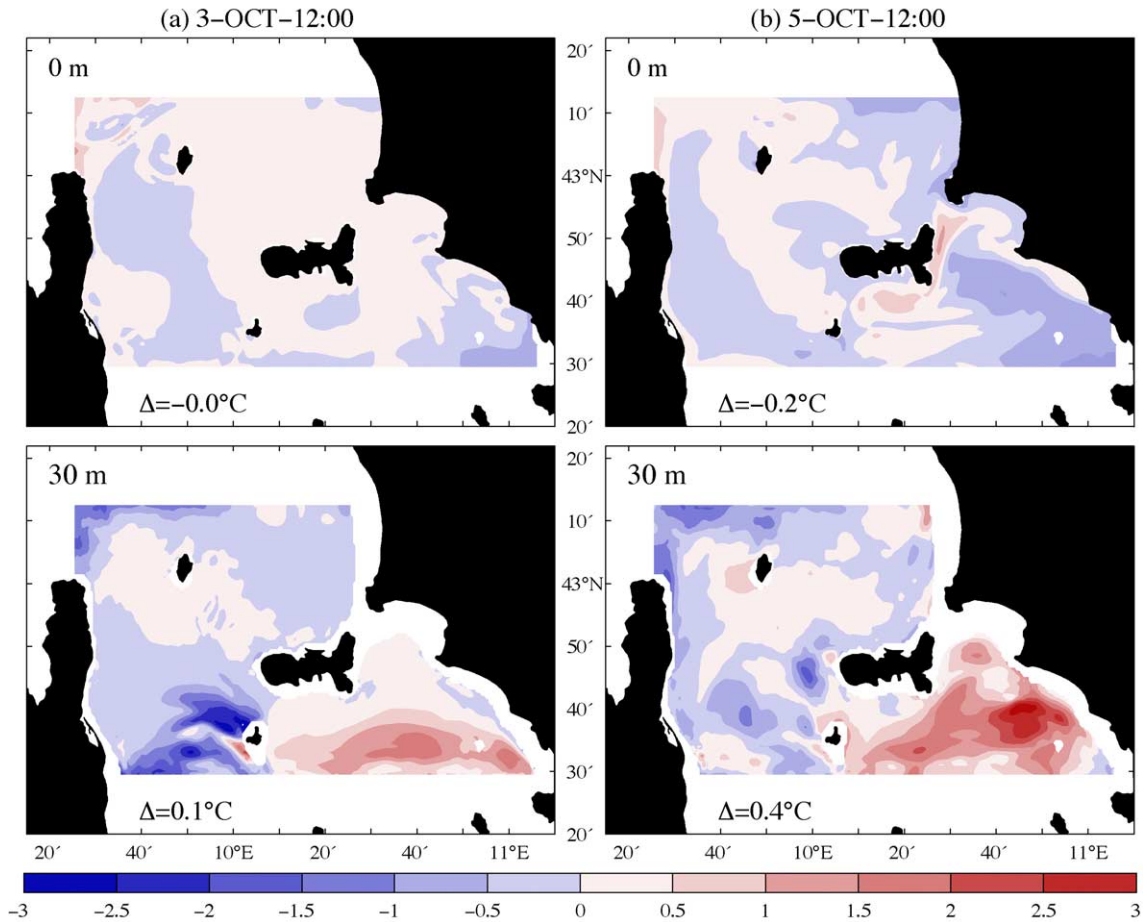 (a) 3-OCT-12:00
(b) 5-OCT-12:00
0 m
Δ=-0.0°C
20´
10´
43°N
50´
40´
30´
20´
0 m
Δ=-0.2°C
30 m
Δ=0.1°C
20´
10´
43°N
50´
40´
30´
20´
30 m
Δ=0.4°C
20´ 40´ 10°E 20´ 40´ 11°E
20´ 40´ 10°E 20´ 40´ 11°E
-3 -2.5 -2 -1.5 -1 -0.5 0 0.5 1 1.5 2 2.5 3